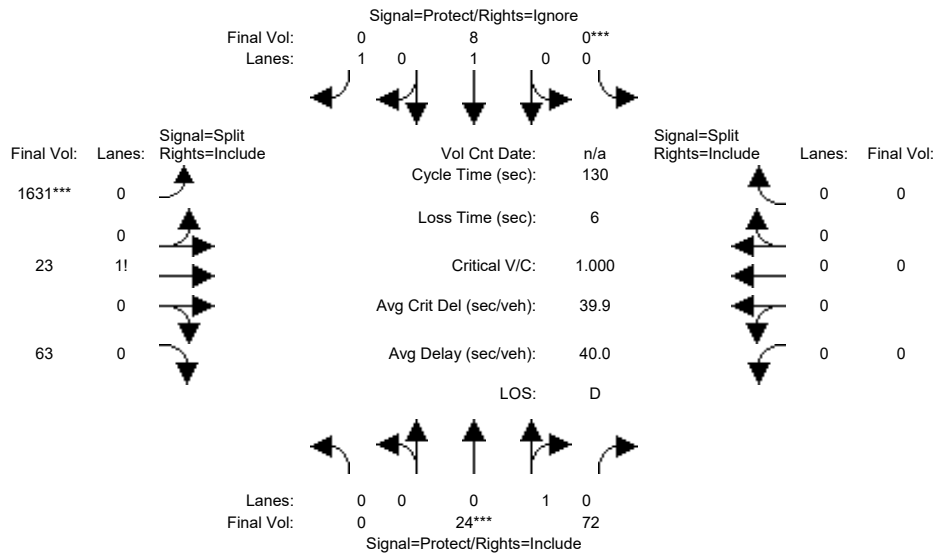 Signal=Protect/Rights=Ignore
Final Vol: 0 8 0***
Lanes: 1 0 1 0 0
Signal=Split Signal=Split
Final Vol: Lanes: Rights=Include Vol Cnt Date: n/a Rights=Include Lanes: Final Vol:
Cycle Time (sec): 130
1631*** 0 0 0
Loss Time (sec): 6
0 0
23 1! Critical V/C: 1.000 0 0
0 Avg Crit Del (sec/veh): 39.9 0
63 0 Avg Delay (sec/veh): 40.0 0 0
LOS: D
Lanes: 0 0 0 1 0
Final Vol: 0 24*** 72
Signal=Protect/Rights=Include